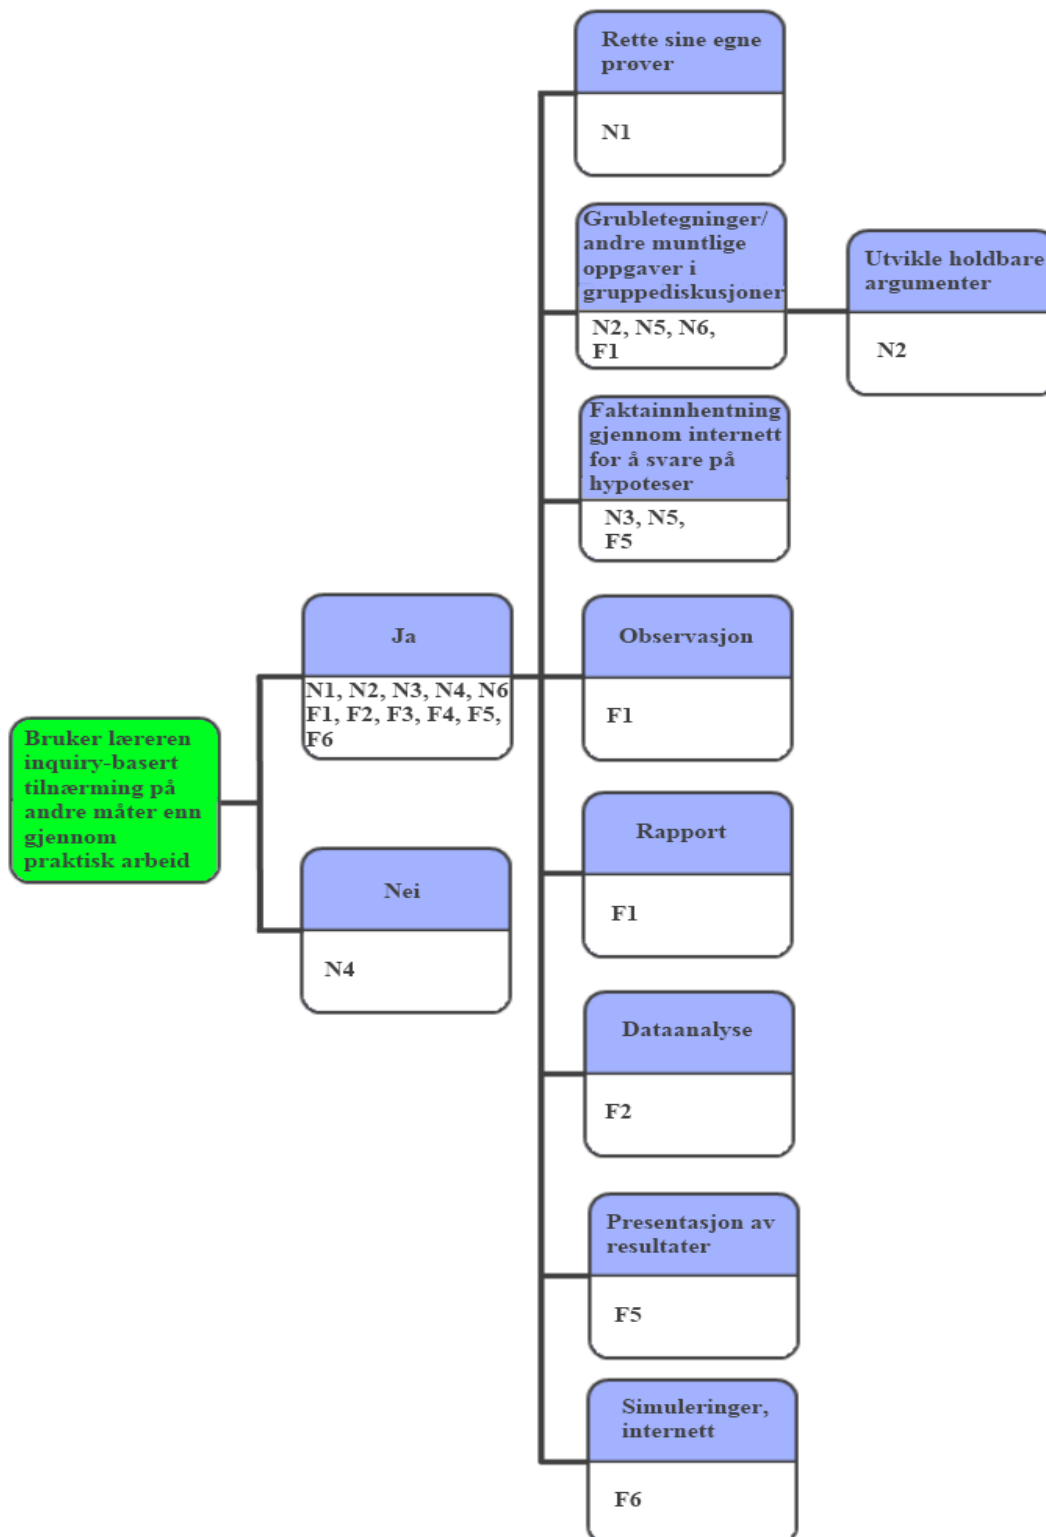 Bruker læreren
inquiry-basert
tilnærming på
andre måter enn
gjennom
praktisk arbeid
Ja
N1, N2, N3, N4, N6
F1, F2, F3, F4, F5,
F6
Nei
N4
Rette sine egne
prøver
N1
Grubletegninger/
andre muntlige
oppgaver i
gruppediskusjoner
N2, N5, N6,
F1
Utvikle holdbare
argumenter
N2
Faktainnhentning
gjennom internett
for å svare på
hypoteser
N3, N5,
F5
Observasjon
F1
Rapport
F1
Dataanalyse
F2
Presentasjon av
resultater
F5
Simuleringer,
internett
F6